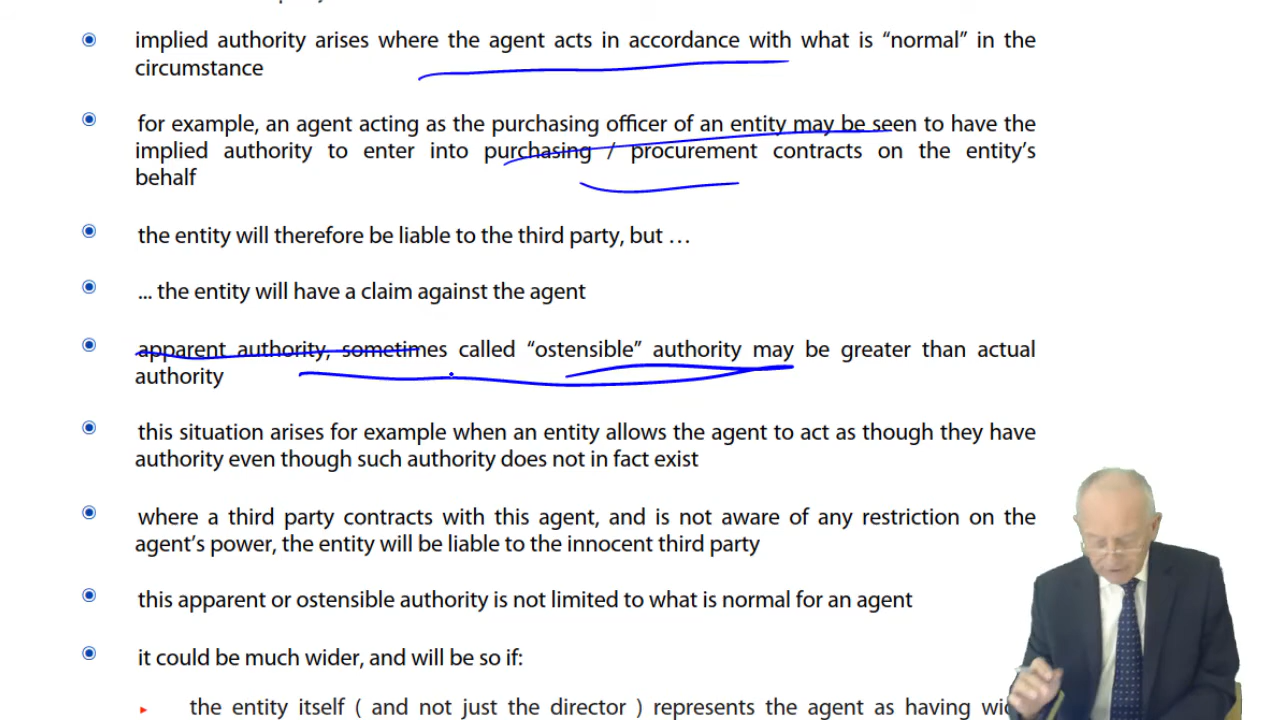 implied authority arises where the agent acts in accordance with what is “normal” in the
circumstance
for example, an agent acting as the purchasing officer of an entity may be seen to have the
implied authority to enter into purchasing / procurement contracts on the entity’s
behalf
the entity will therefore be liable to the third party, but …
... the entity will have a claim against the agent
apparent authority, sometimes called “ostensible” authority may be greater than actual
authority
this situation arises for example when an entity allows the agent to act as though they have
authority even though such authority does not in fact exist
where a third party contracts with this agent, and is not aware of any restriction on the
agent’s power, the entity will be liable to the innocent third party
this apparent or ostensible authority is not limited to what is normal for an agent
it could be much wider, and will be so if:
the entity itself ( and not just the director ) represents the agent as having